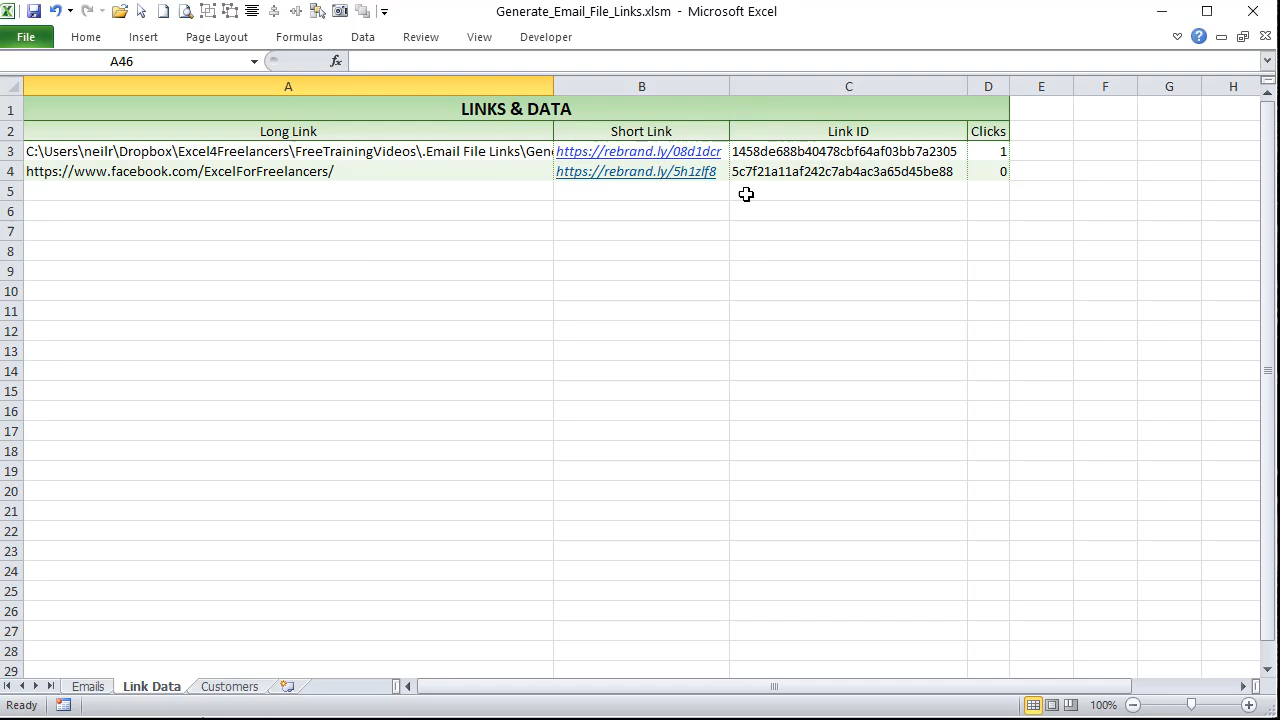 Generate_Email_File_Links.xlsm - Microsoft Excel
File Home Insert Page Layout Formulas Data Review View Developer
A46 fx
A B C D E F G H
1 LINKS & DATA
2 Long Link Short Link Link ID Clicks
3 C:\Users\neilr\Dropbox\Excel4Freelancers\FreeTrainingVideos\.Email File Links\Gene https://rebrand.ly/08d1dcr 1458de688b40478cbf64af03bb7a2305 1
4 https://www.facebook.com/ExcelForFreelancers/ https://rebrand.ly/5h1zlf8 5c7f21a11af242c7ab4ac3a65d45be88 0
5
6
7
8
9
10
11
12
13
14
15
16
17
18
19
20
21
22
23
24
25
26
27
28
29
Emails Link Data Customers
Ready 100%